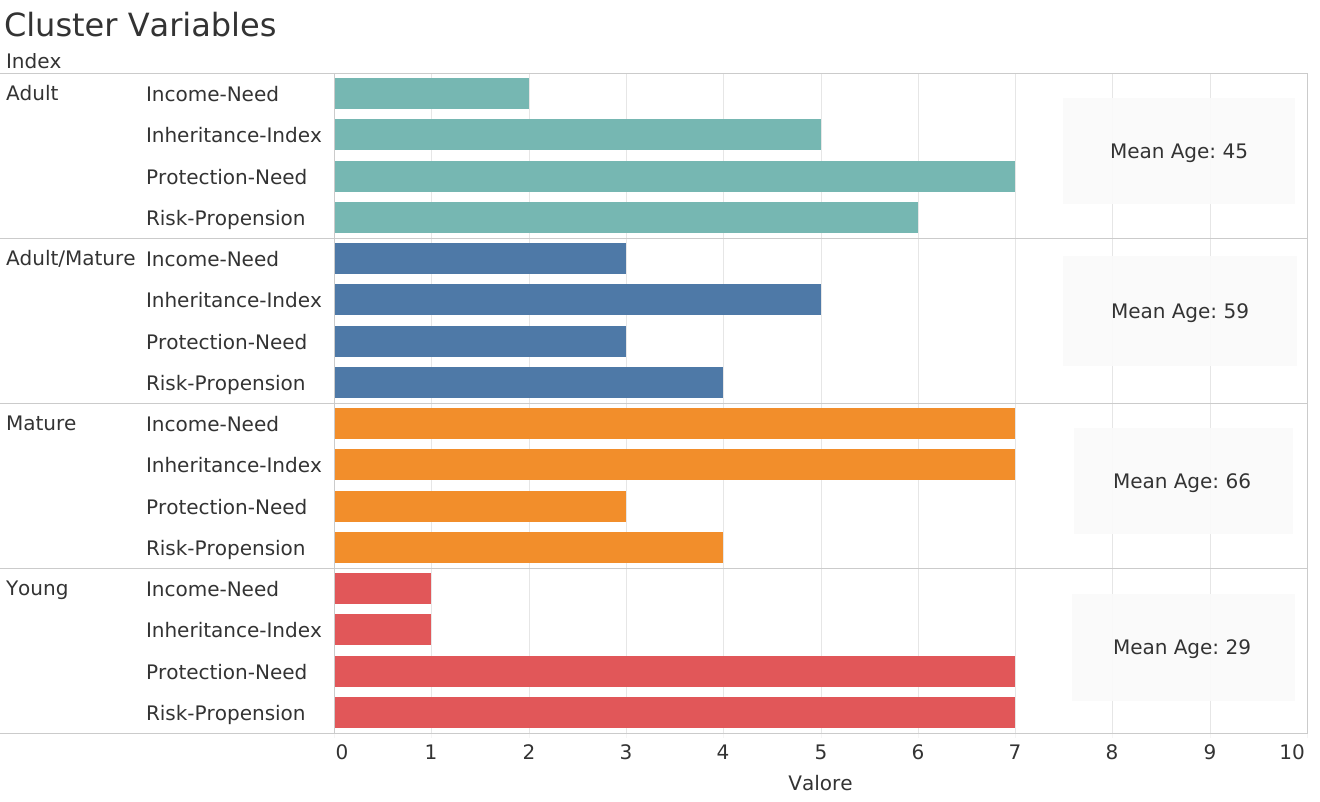 Cluster Variables
Index
Adult
Income-Need
Inheritance-Index
Protection-Need
Risk-Propension
Mean Age: 45
Adult/Mature
Income-Need
Inheritance-Index
Protection-Need
Risk-Propension
Mean Age: 59
Mature
Income-Need
Inheritance-Index
Protection-Need
Risk-Propension
Mean Age: 66
Young
Income-Need
Inheritance-Index
Protection-Need
Risk-Propension
Mean Age: 29
0 1 2 3 4 5 6 7 8 9 10
Valore